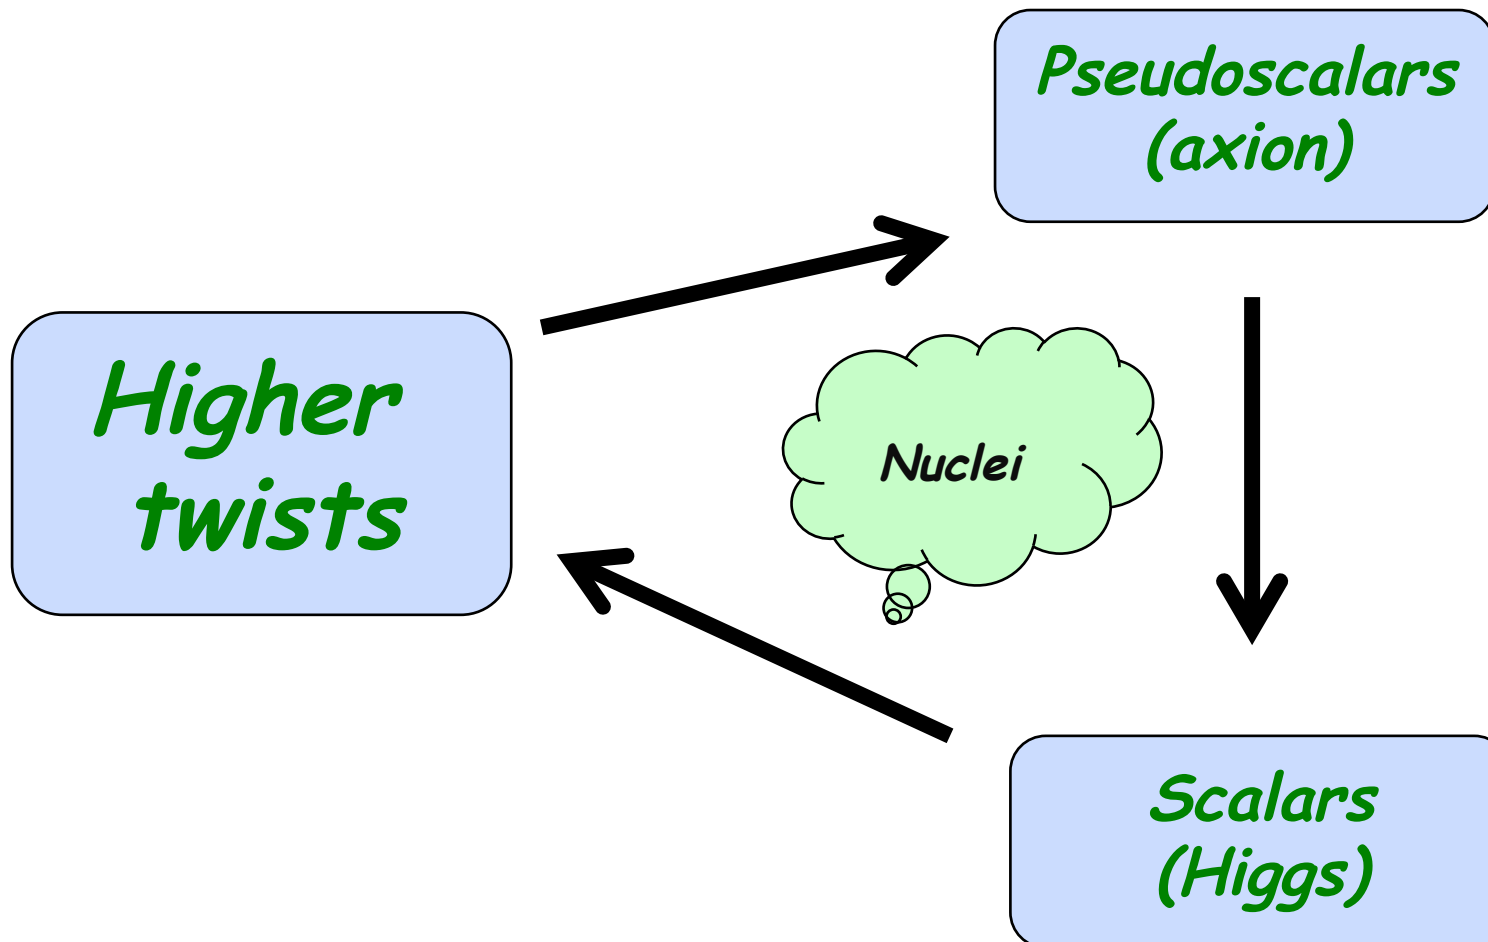 Pseudoscalars
(axion)
Higher
twists
Nuclei
Scalars
(Higgs)